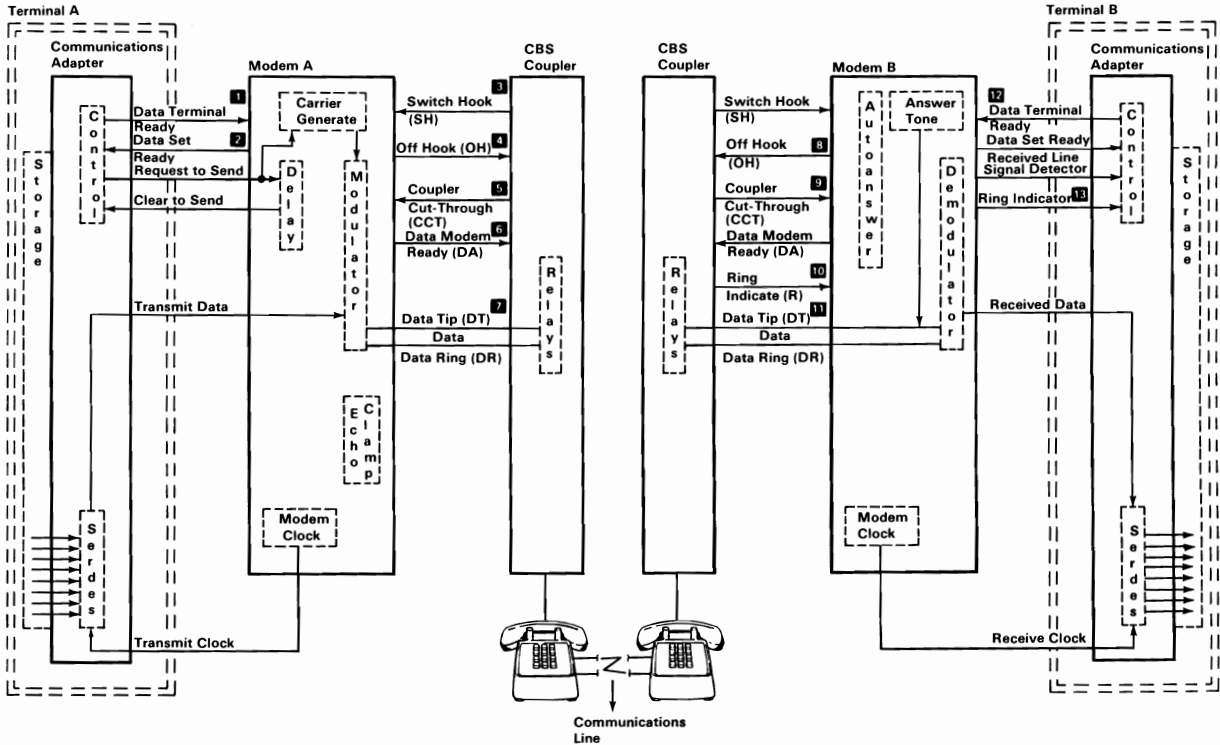 Terminal A
Communications
Adapter
Storage
Control
Serdes
1
Data Terminal
Ready
2
Data Set
Ready
Request to Send
Clear to Send
Transmit Data
Transmit Clock
Modem A
Carrier
Generate
Delay
Modulator
Echo
Clamp
Modem
Clock
3
Switch Hook
(SH)
4
Off Hook (OH)
5
Coupler
Cut-Through
(CCT)
6
Data Modem
Ready (DA)
7
Data Tip (DT)
Data
Data Ring (DR)
CBS
Coupler
Relays
CBS
Coupler
Relays
Switch Hook
(SH)
Off Hook
8
(OH)
Coupler
9
Cut-Through
(CCT)
Data Modem
Ready (DA)
Ring
10
Indicate (R)
Data Tip (DT)
11
Data
Data Ring (DR)
Modem B
Autoanswer
Answer
Tone
Demodulator
Modem
Clock
12
Data Terminal
Ready
Data Set Ready
Received Line
Signal Detector
Ring Indicator
13
Received Data
Receive Clock
Terminal B
Communications
Adapter
Control
Storage
Serdes
Communications
Line